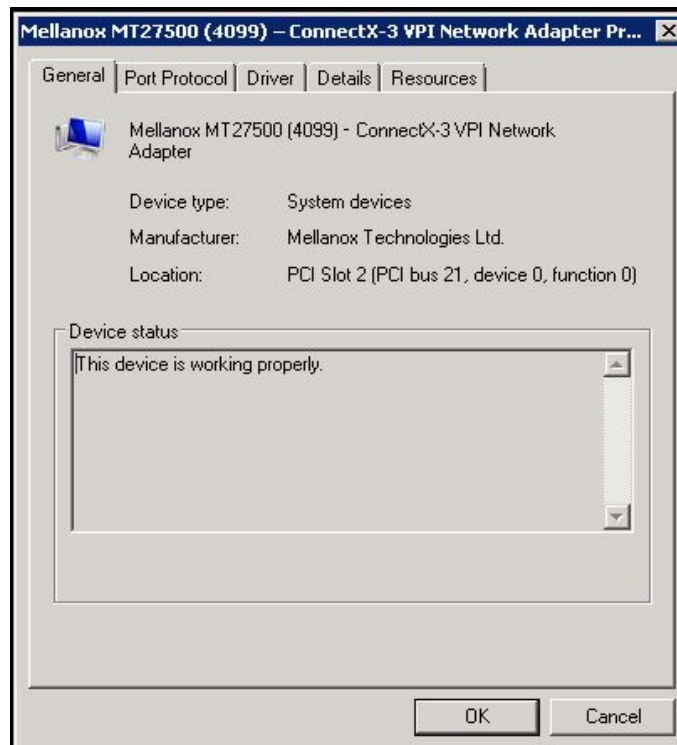 Mellanox MT27500 (4099) – ConnectX-3 VPI Network Adapter Pr...
General
Port Protocol
Driver
Details
Resources
Mellanox MT27500 (4099) - ConnectX-3 VPI Network
Adapter
Device type: System devices
Manufacturer: Mellanox Technologies Ltd.
Location: PCI Slot 2 (PCI bus 21, device 0, function 0)
Device status
This device is working properly.
OK
Cancel